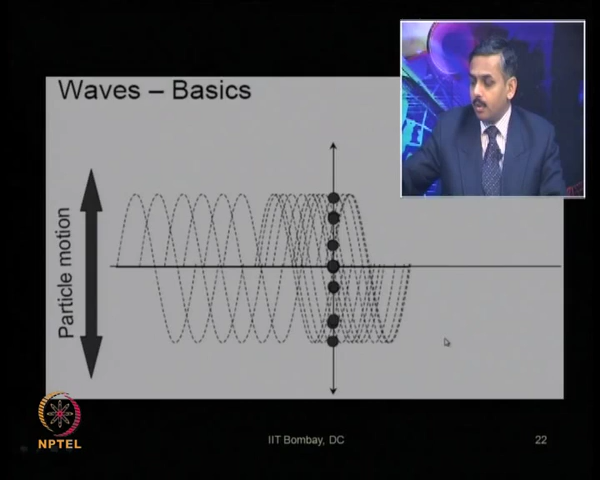 Waves – Basics
Particle motion
NPTEL
IIT Bombay, DC
22